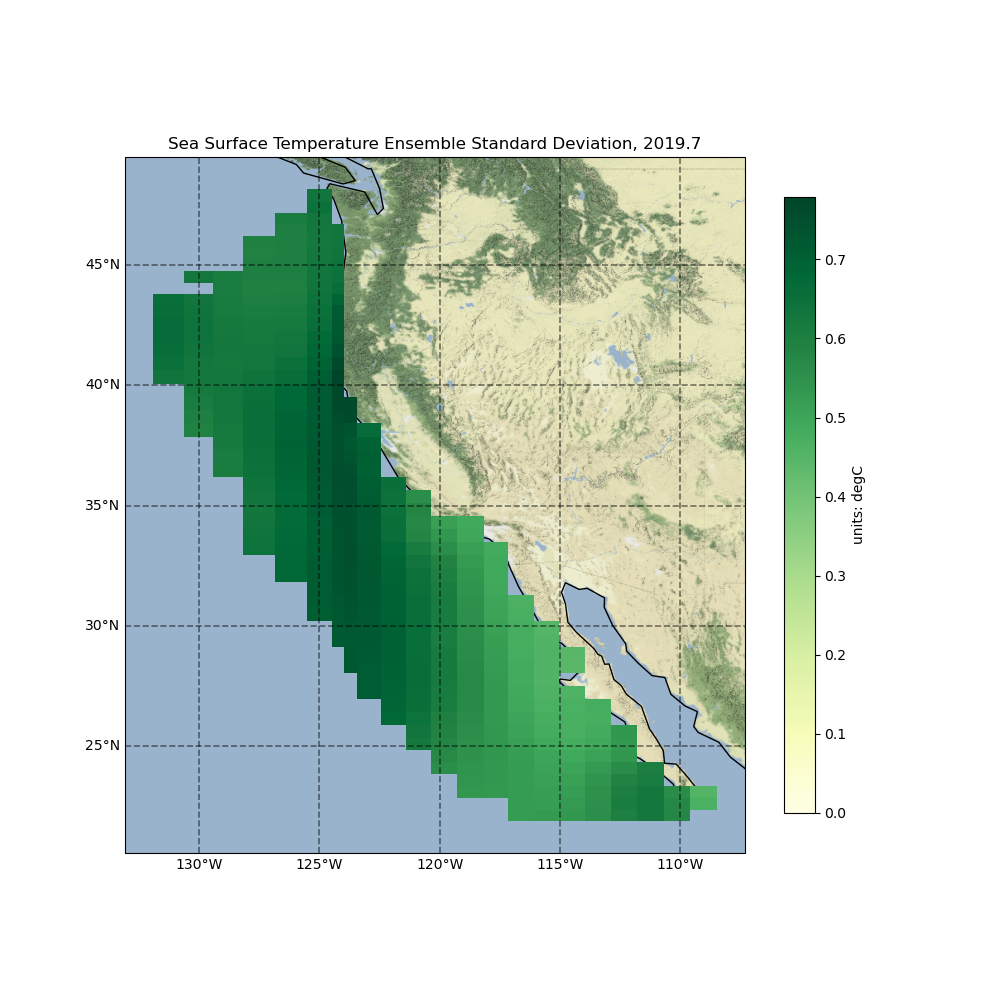 Sea Surface Temperature Ensemble Standard Deviation, 2019.7
45°N
40°N
35°N
30°N
25°N
130°W
125°W
120°W
115°W
110°W
0.7
0.6
0.5
0.4
0.3
0.2
0.1
0.0
units: degC